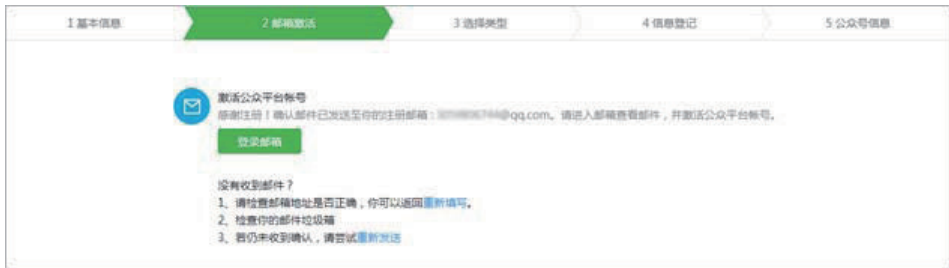 1 基本信息
2 邮箱激活
3 选择类型
4 信息登记
5 公众号信息
激活公众平台帐号
感谢注册！确认邮件已发送至你的注册邮箱：@qq.com。请进入邮箱查看邮件，并激活公众平台帐号。
登录邮箱
没有收到邮件？
1、请检查邮箱地址是否正确，你可以返回重新填写。
2、检查你的邮件垃圾箱
3、若仍未收到确认，请尝试重新发送